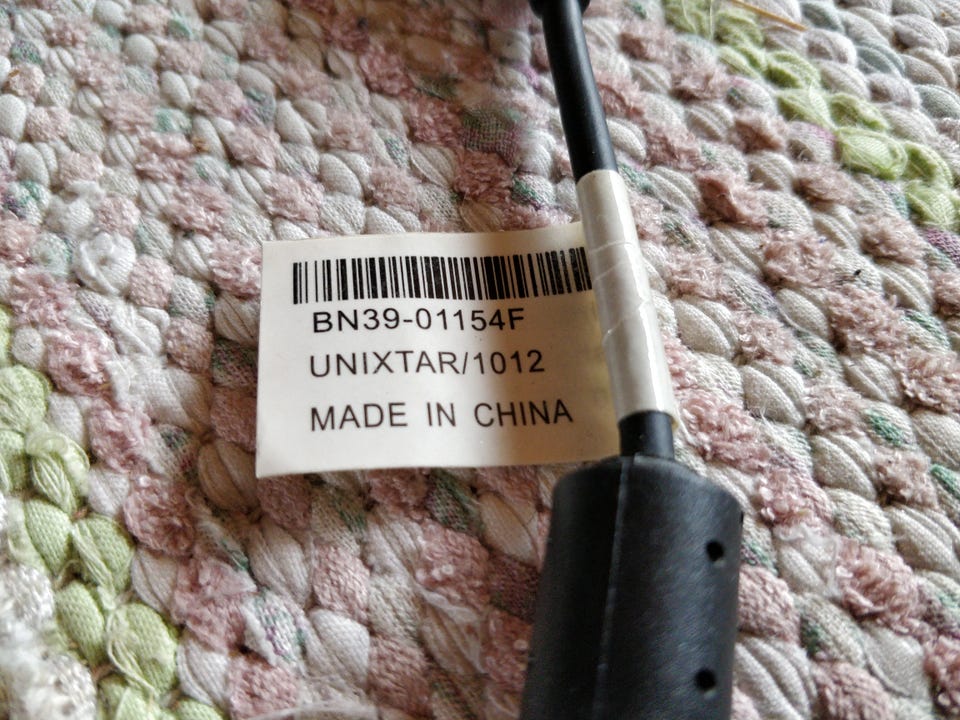 BN39-01154F
UNIXTAR/1012
MADE IN CHINA